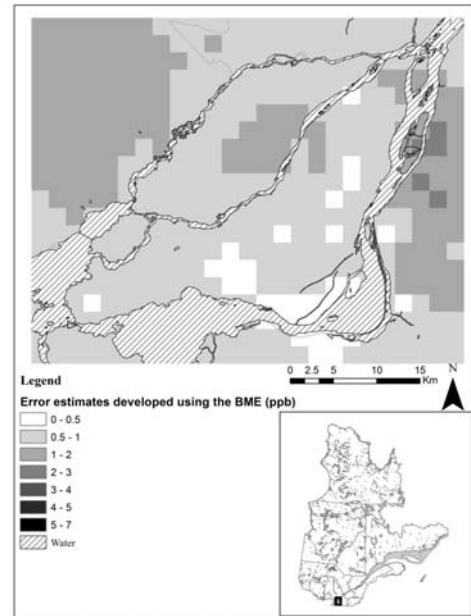 N
0 2.5 5 10 15
Km
Legend
Error estimates developed using the BME (ppb)
0 - 0.5
0.5 - 1
1 - 2
2 - 3
3 - 4
4 - 5
5 - 7
Water